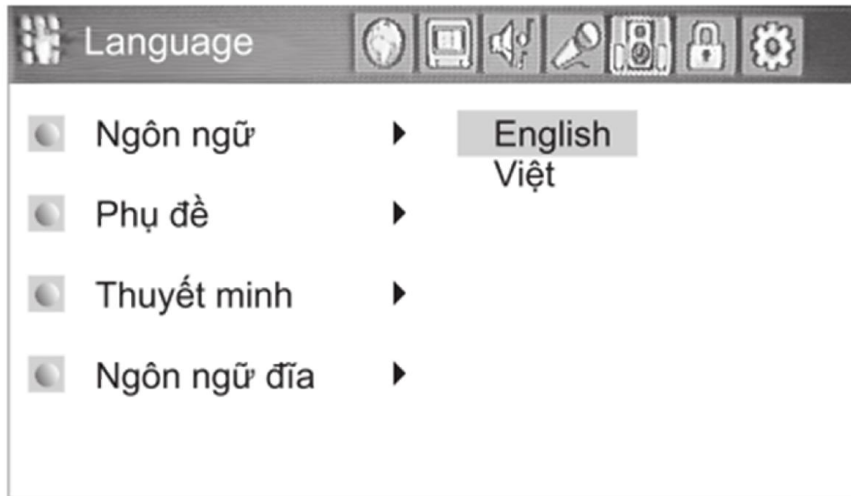 Language
Ngôn ngữ English
Việt
Phụ đề
Thuyết minh
Ngôn ngữ đĩa